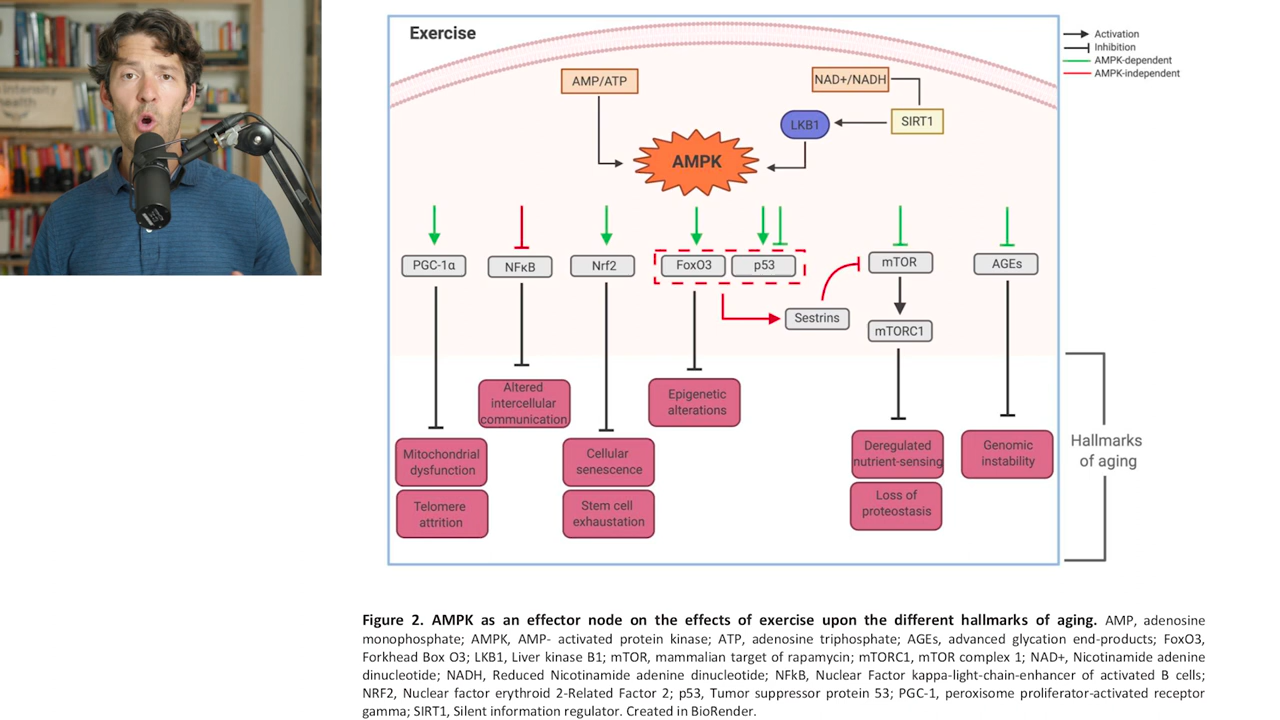 intensity
health
Exercise
Activation
Inhibition
AMPK-dependent
AMPK-independent
AMP/ATP
NAD+/NADH
LKB1
SIRT1
AMPK
PGC-1α
NFκB
Nrf2
FoxO3
p53
mTOR
AGEs
Sestrins
mTORC1
Altered
intercellular
communication
Epigenetic
alterations
Mitochondrial
dysfunction
Cellular
senescence
Deregulated
nutrient-sensing
Genomic
instability
Hallmarks
of aging
Telomere
attrition
Stem cell
exhaustation
Loss of
proteostasis
Figure 2. AMPK as an effector node on the effects of exercise upon the different hallmarks of aging. AMP, adenosine
monophosphate; AMPK, AMP- activated protein kinase; ATP, adenosine triphosphate; AGEs, advanced glycation end-products; FoxO3,
Forkhead Box O3; LKB1, Liver kinase B1; mTOR, mammalian target of rapamycin; mTORC1, mTOR complex 1; NAD+, Nicotinamide adenine
dinucleotide; NADH, Reduced Nicotinamide adenine dinucleotide; NFkB, Nuclear Factor kappa-light-chain-enhancer of activated B cells;
NRF2, Nuclear factor erythroid 2-Related Factor 2; p53, Tumor suppressor protein 53; PGC-1, peroxisome proliferator-activated receptor
gamma; SIRT1, Silent information regulator. Created in BioRender.